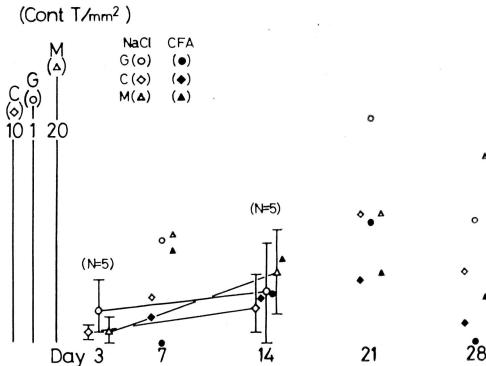 (Cont T/mm²)
NaCl CFA
M G(○) (●)
G C(◇) (◆)
C M(△) (▲)
10 1 20
(N=5) (N=5)
Day 3 7 14 21 28